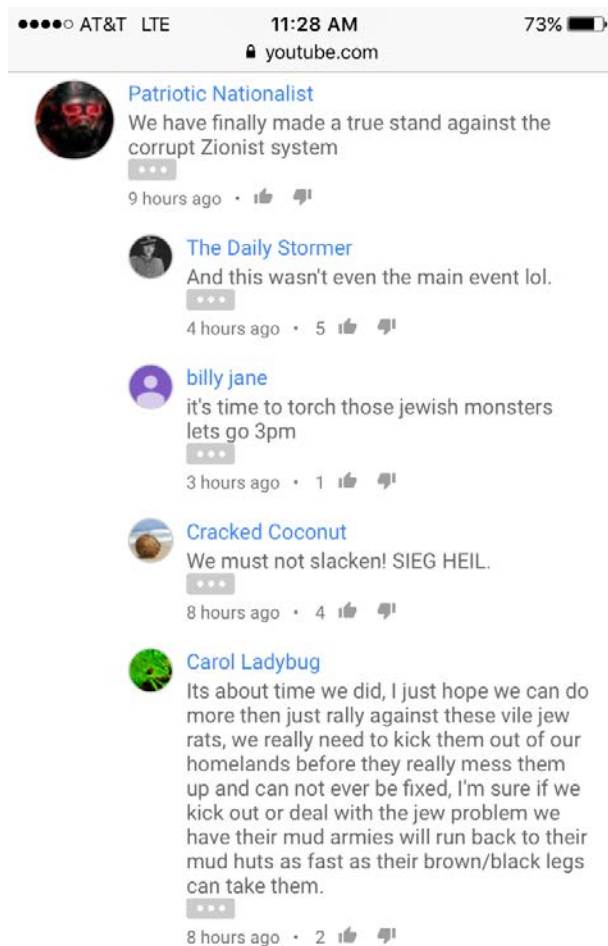 AT&T LTE 11:28 AM 73%
youtube.com
Patriotic Nationalist
We have finally made a true stand against the
corrupt Zionist system
9 hours ago •
The Daily Stormer
And this wasn't even the main event lol.
4 hours ago • 5
billy jane
it's time to torch those jewish monsters
lets go 3pm
3 hours ago • 1
Cracked Coconut
We must not slacken! SIEG HEIL.
8 hours ago • 4
Carol Ladybug
Its about time we did, I just hope we can do
more then just rally against these vile jew
rats, we really need to kick them out of our
homelands before they really mess them
up and can not ever be fixed, I'm sure if we
kick out or deal with the jew problem we
have their mud armies will run back to their
mud huts as fast as their brown/black legs
can take them.
8 hours ago • 2